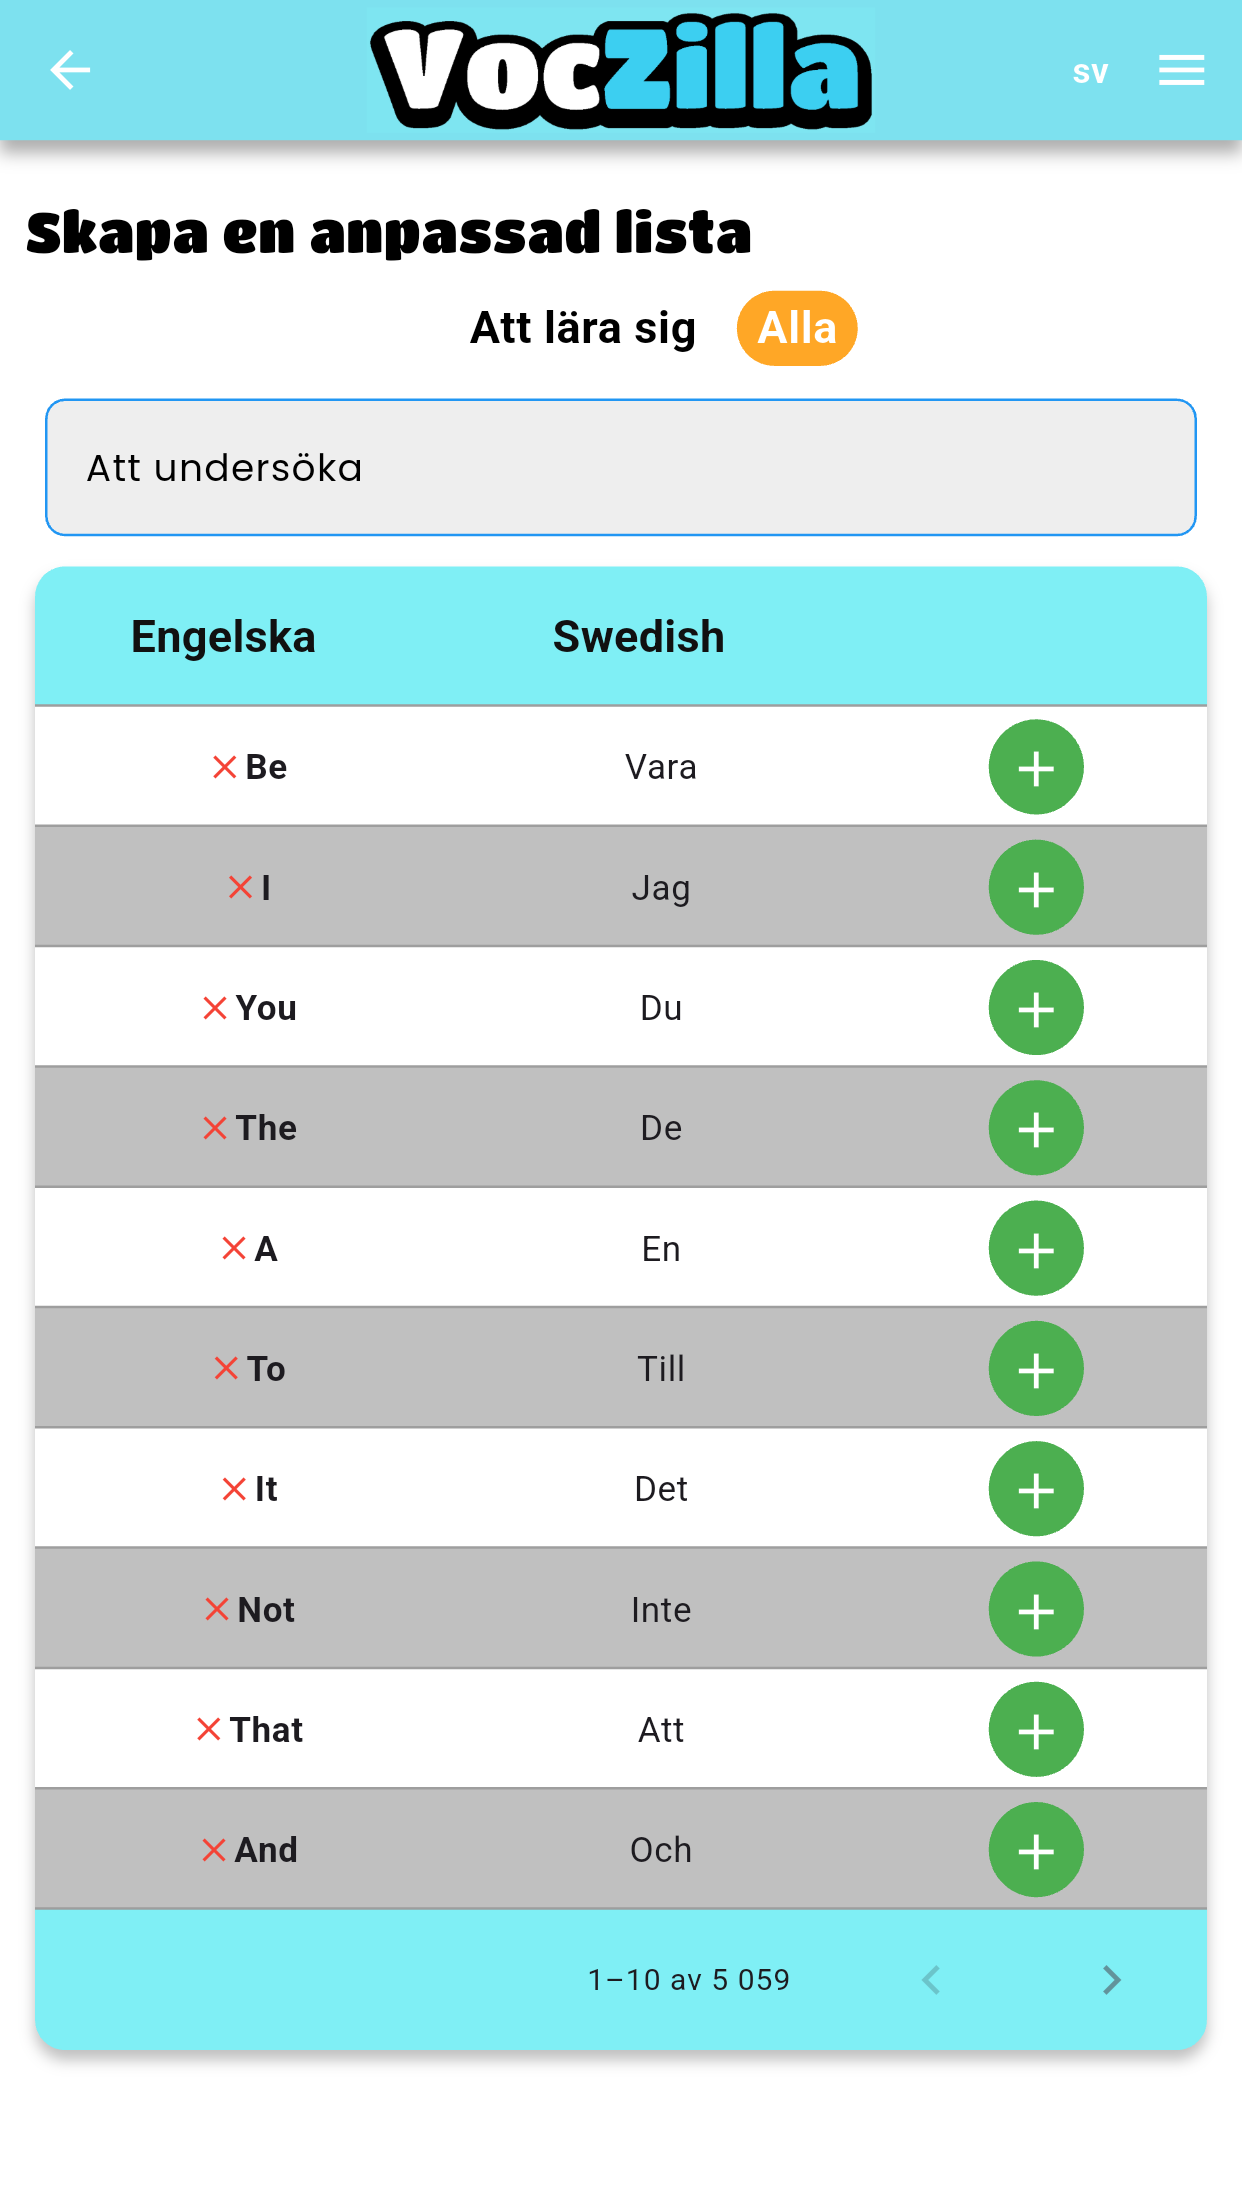 VocZilla
sv
Skapa en anpassad lista
Att lära sig Alla
Att undersöka
Engelska Swedish
Be Vara
I Jag
You Du
The De
A En
To Till
It Det
Not Inte
That Att
And Och
1–10 av 5 059